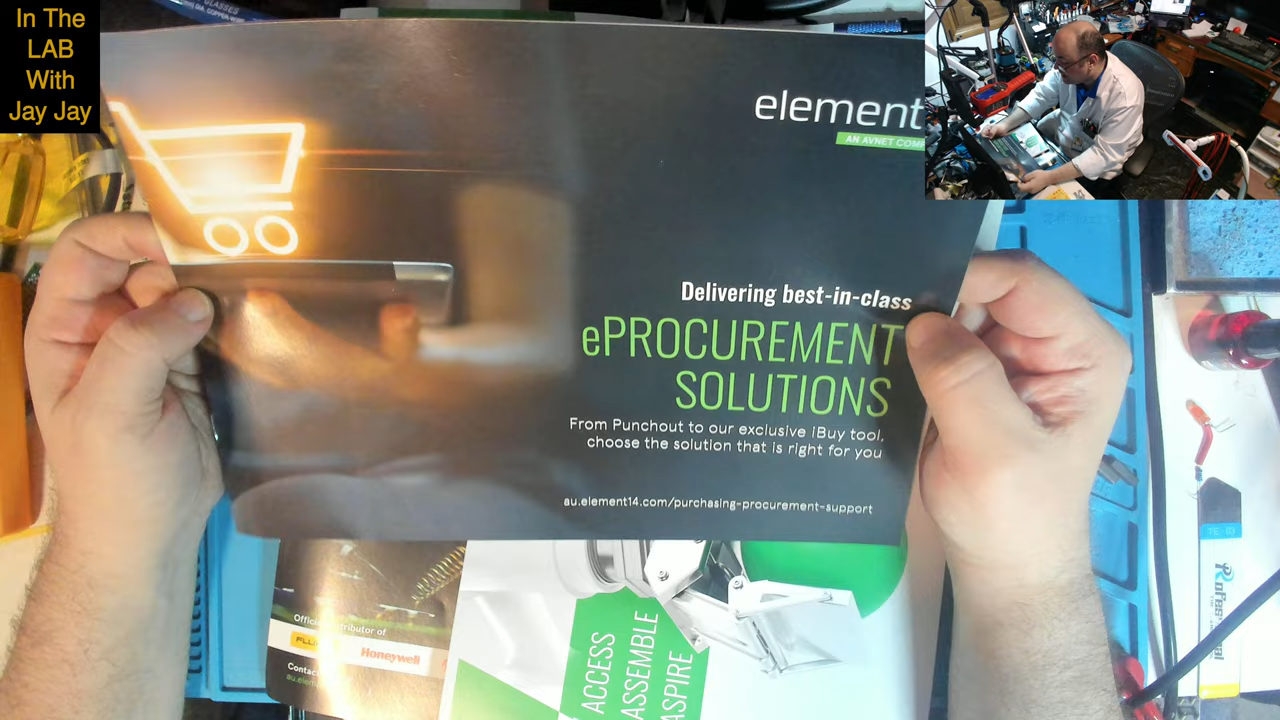 In The
LAB
With
Jay Jay
element
AN AVNET COMP
Delivering best-in-class
ePROCUREMENT
SOLUTIONS
From Punchout to our exclusive iBuy tool,
choose the solution that is right for you
au.element14.com/purchasing-procurement-support
Honeywell
ACCESS
ASSEMBLE
ASPIRE